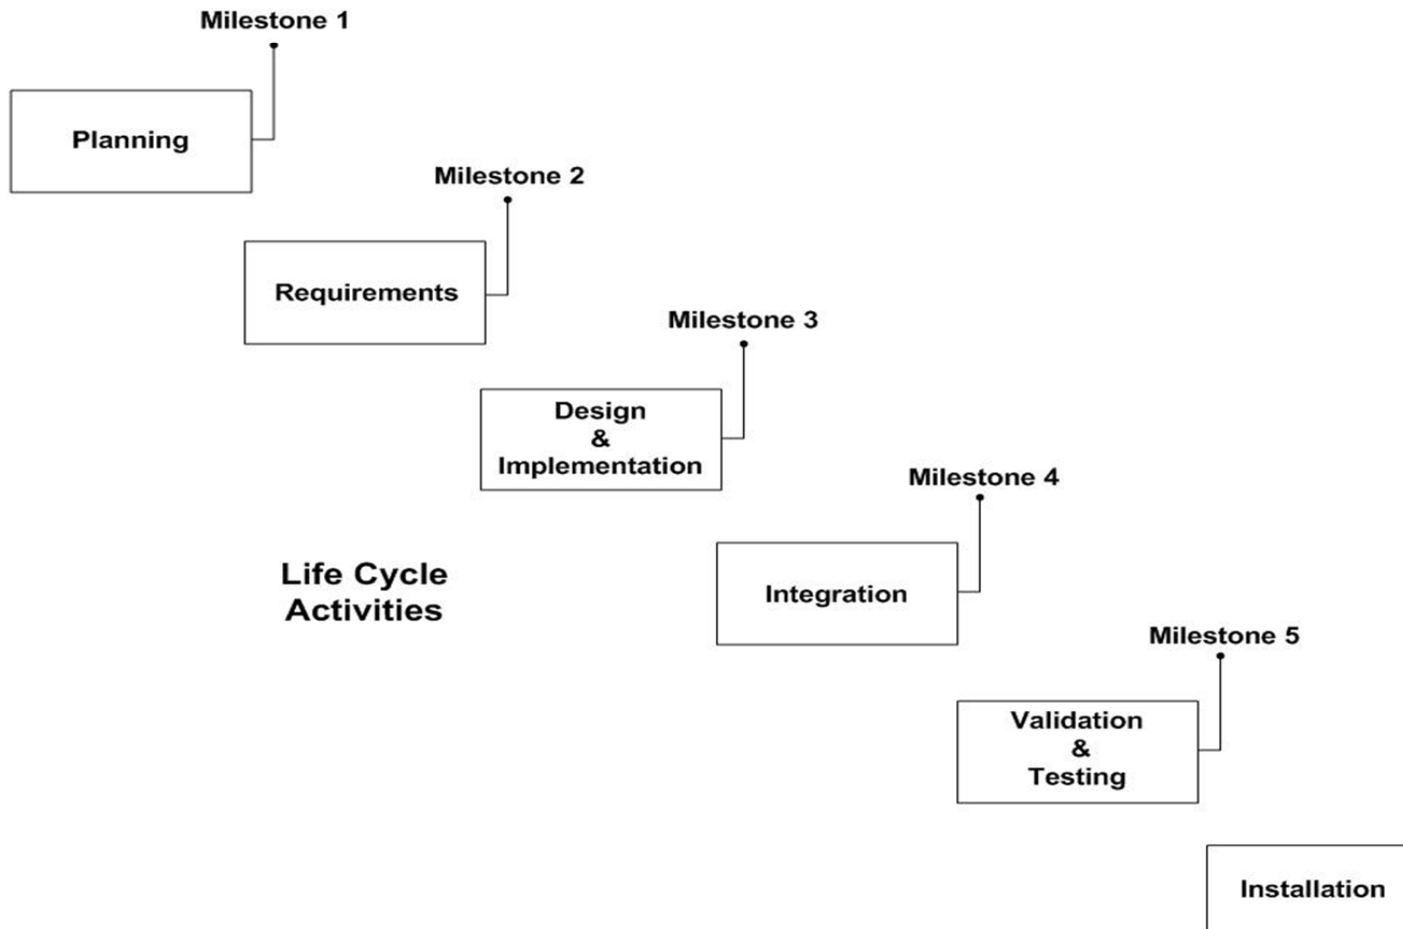 Milestone 1
Planning
Milestone 2
Requirements
Milestone 3
Design
&
Implementation
Milestone 4
Integration
Life Cycle
Activities
Milestone 5
Validation
&
Testing
Installation